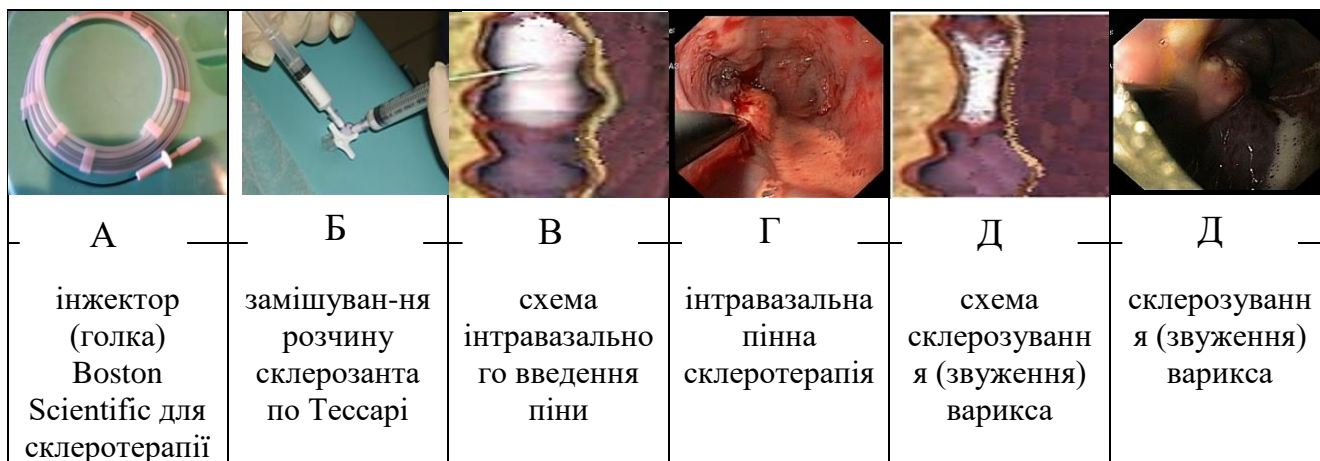 А
Б
В
Г
Д
Д
інжектор
(голка)
Boston
Scientific для
склеротерапії
замішуван-ня
розчину
склерозанта
по Тессарі
схема
інтравазально
го введення
піни
інтравазальна
пінна
склеротерапія
схема
склерозуванн
я (звуження)
варикса
склерозуванн
я (звуження)
варикса